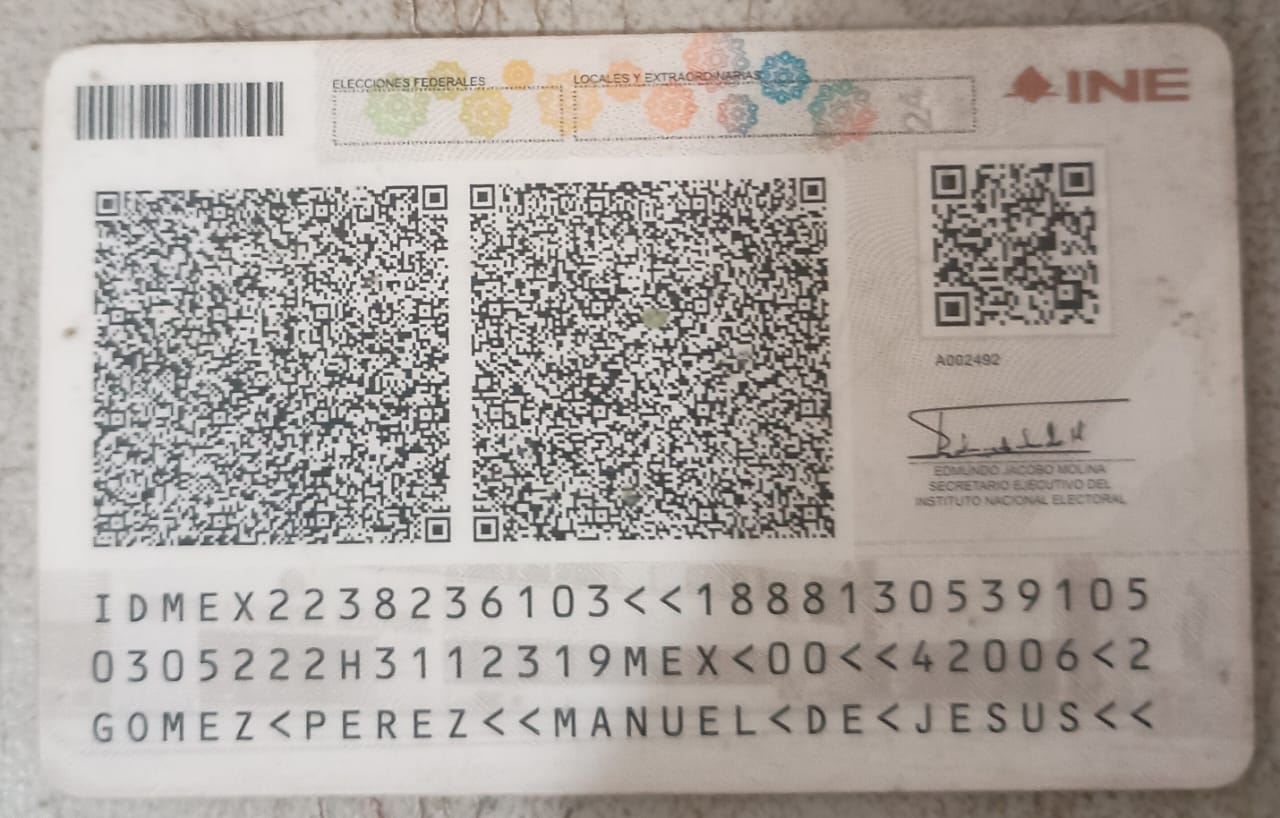 ELECCIONES FEDERALES
LOCALES Y EXTRAORDINARIAS
24
INE
A002492
EDMUNDO JACOBO MOLINA
SECRETARIO EJECUTIVO DEL
INSTITUTO NACIONAL ELECTORAL
IDMEX2238236103<<1888130539105
0305222H3112319MEX<00<<42006<2
GOMEZ<PEREZ<<MANUEL<DE<JESUS<<